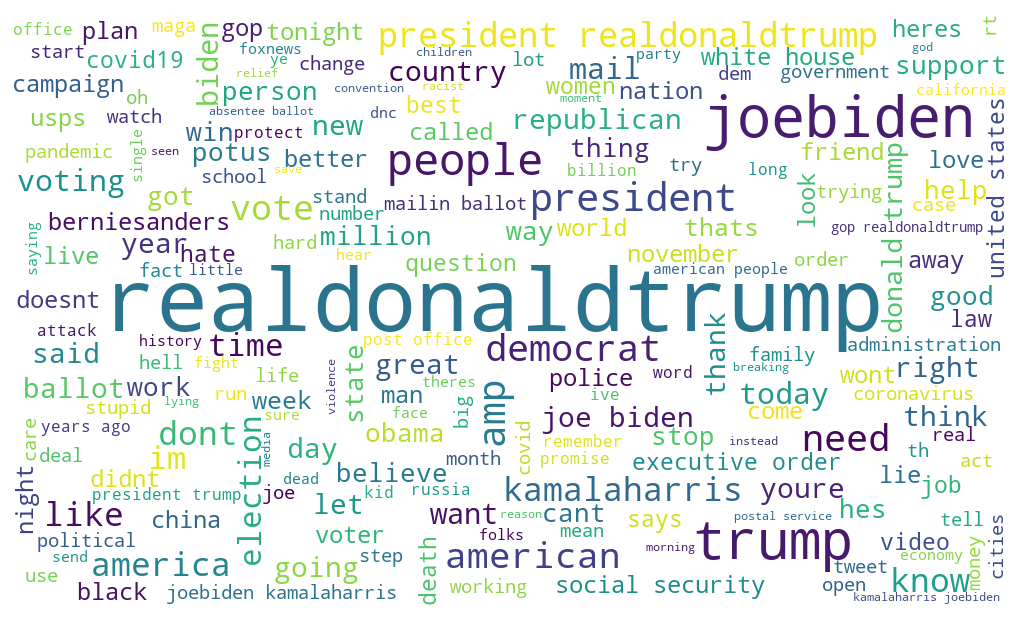 office
plan
maga
gop
tonight
president realdonaldtrump
heres
rt
start
covid19
biden
foxnews
ye
change
children
country
lot
party
mail
god
white house
dem
government
support
campaign
relief
person
convention
racist
women
nation
california
oh
absentee ballot
moment
best
joebiden
usps
watch
win
protect
dnc
new
called
republican
pandemic
single
seen
potus
better
save
people
thing
try
long
friend
love
united states
voting
school
stand
billion
look
donald trump
trying
help
got
vote
number
mailin ballot
president
case
berniesanders
hard
million
way
world
thats
gop realdonaldtrump
saying
live
year
hate
hear
question
november
order
away
fact
little
american people
doesnt
realdonaldtrump
good
law
attack
history
time
post office
democrat
thank
administration
said
hell
fight
state
great
family
wont
right
ballot
work
week
life
violence
theres
amp
police
word
breaking
coronavirus
stupid
run
man
big
ive
today
lying
sure
face
joe biden
come
think
years ago
care
dont
election
day
obama
covid
remember
stop
instead
need
th
real
deal
im
media
believe
month
promise
executive order
lie
act
night
didnt
dead
president trump
joe
kid
russia
kamalaharris
youre
job
like
china
let
want
reason
cant
says
postal service
hes
tell
political
voter
folks
mean
trump
video
cities
send
america
step
death
american
morning
tweet
economy
money
use
going
working
social security
open
know
black
joebiden kamalaharris
kamalaharris joebiden